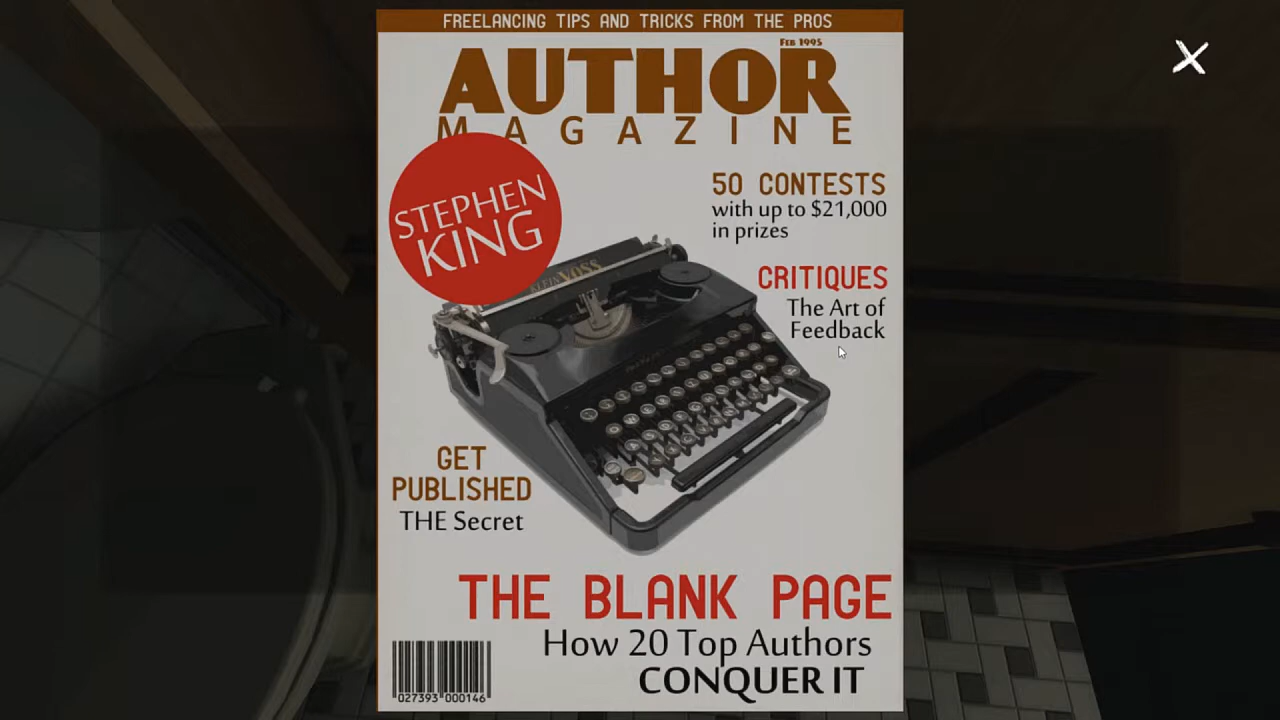 FREELANCING TIPS AND TRICKS FROM THE PROS
FEB 1995
AUTHOR
MAGAZINE
STEPHEN
KING
50 CONTESTS
with up to $21,000
in prizes
KLEIN VOSS
CRITIQUES
The Art of
Feedback
GET
PUBLISHED
THE Secret
THE BLANK PAGE
How 20 Top Authors
CONQUER IT
027393 000146